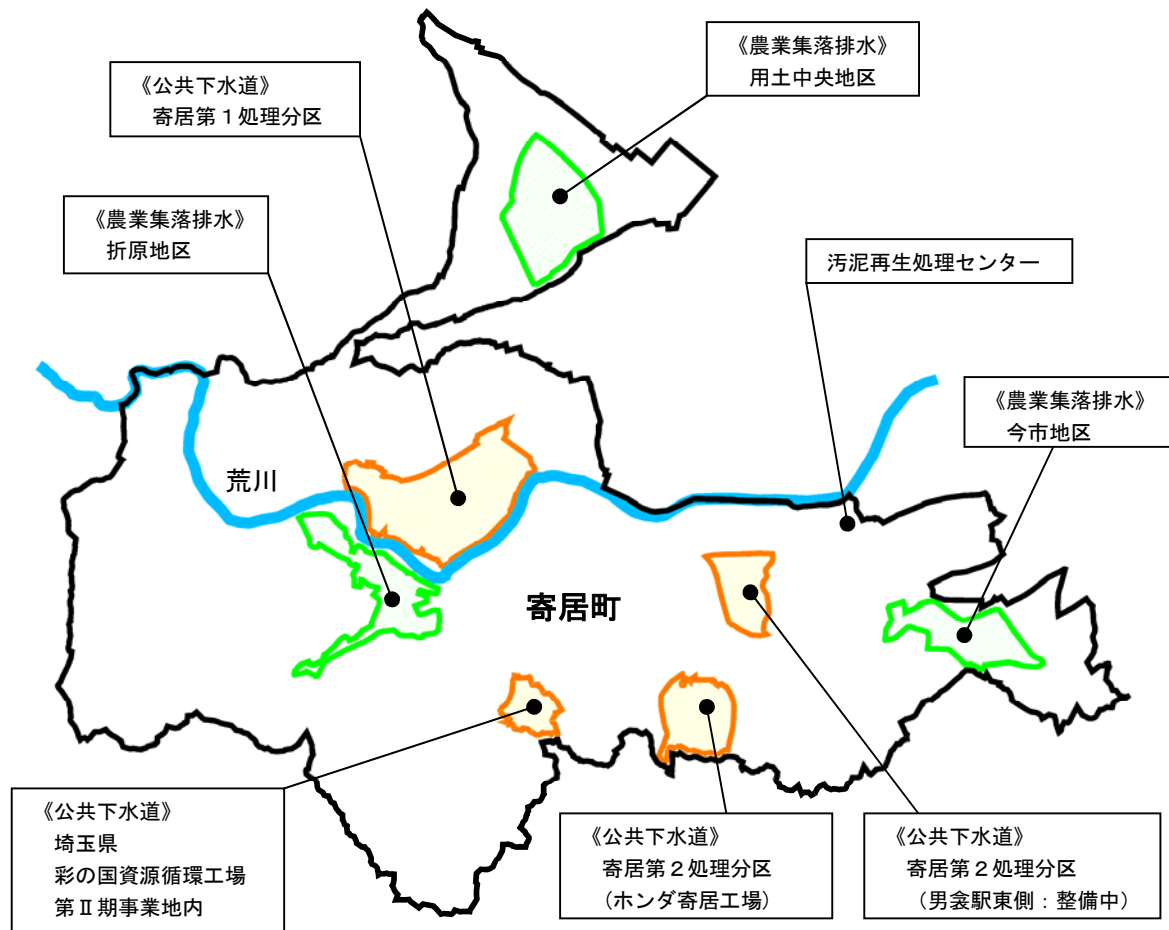 《農業集落排水》
用土中央地区
《公共下水道》
寄居第１処理分区
《農業集落排水》
折原地区
汚泥再生処理センター
《農業集落排水》
今市地区
荒川
寄居町
《公共下水道》
埼玉県
彩の国資源循環工場
第Ⅱ期事業地内
《公共下水道》
寄居第２処理分区
（ホンダ寄居工場）
《公共下水道》
寄居第２処理分区
（男衾駅東側：整備中）